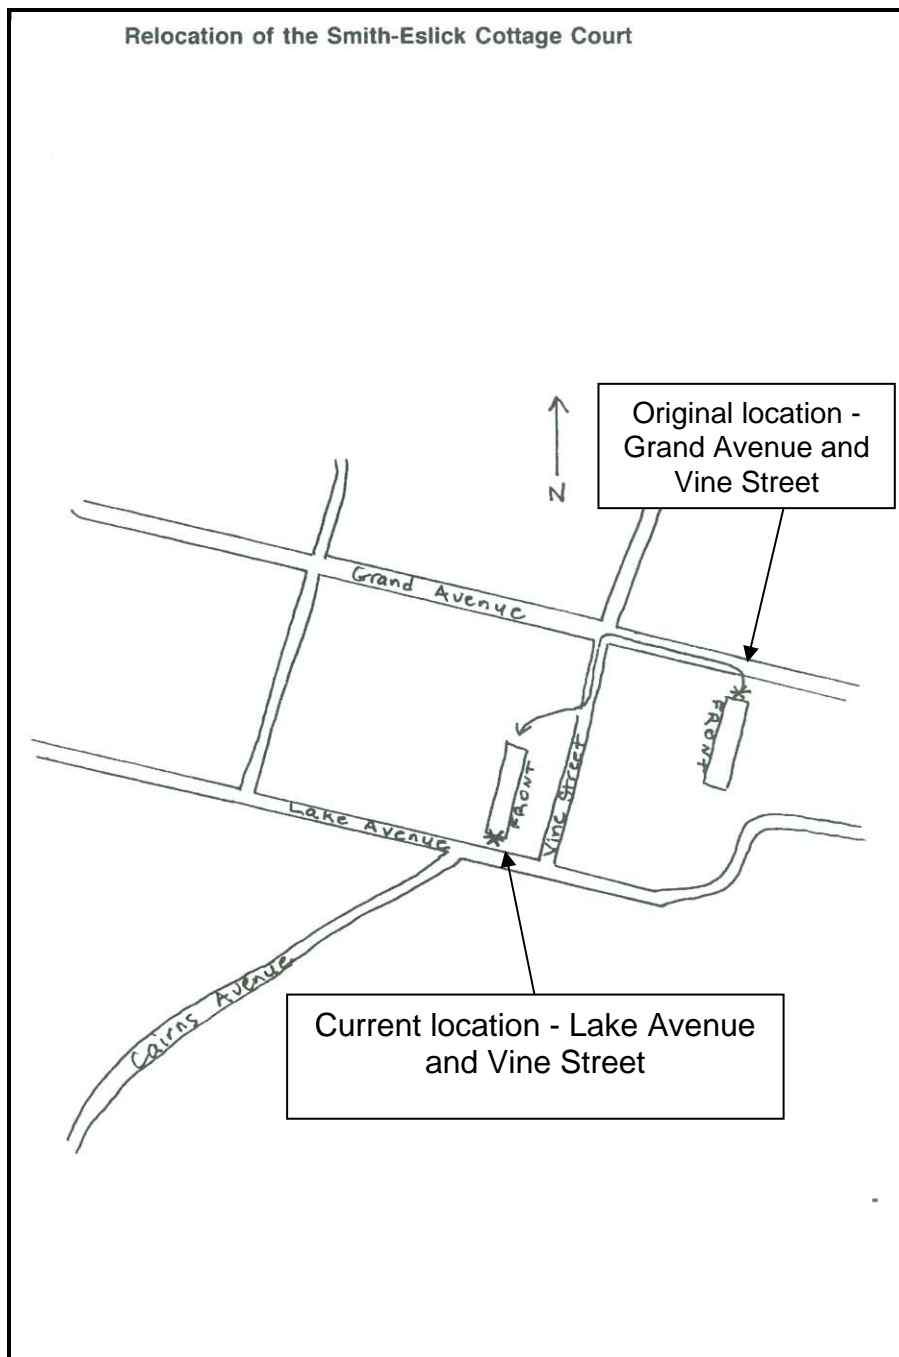 Relocation of the Smith-Eslick Cottage Court
Original location -
Grand Avenue and
Vine Street
N
Grand Avenue
FRONT
FRONT
Vine Street
Lake Avenue
Cairns Avenue
Current location - Lake Avenue
and Vine Street